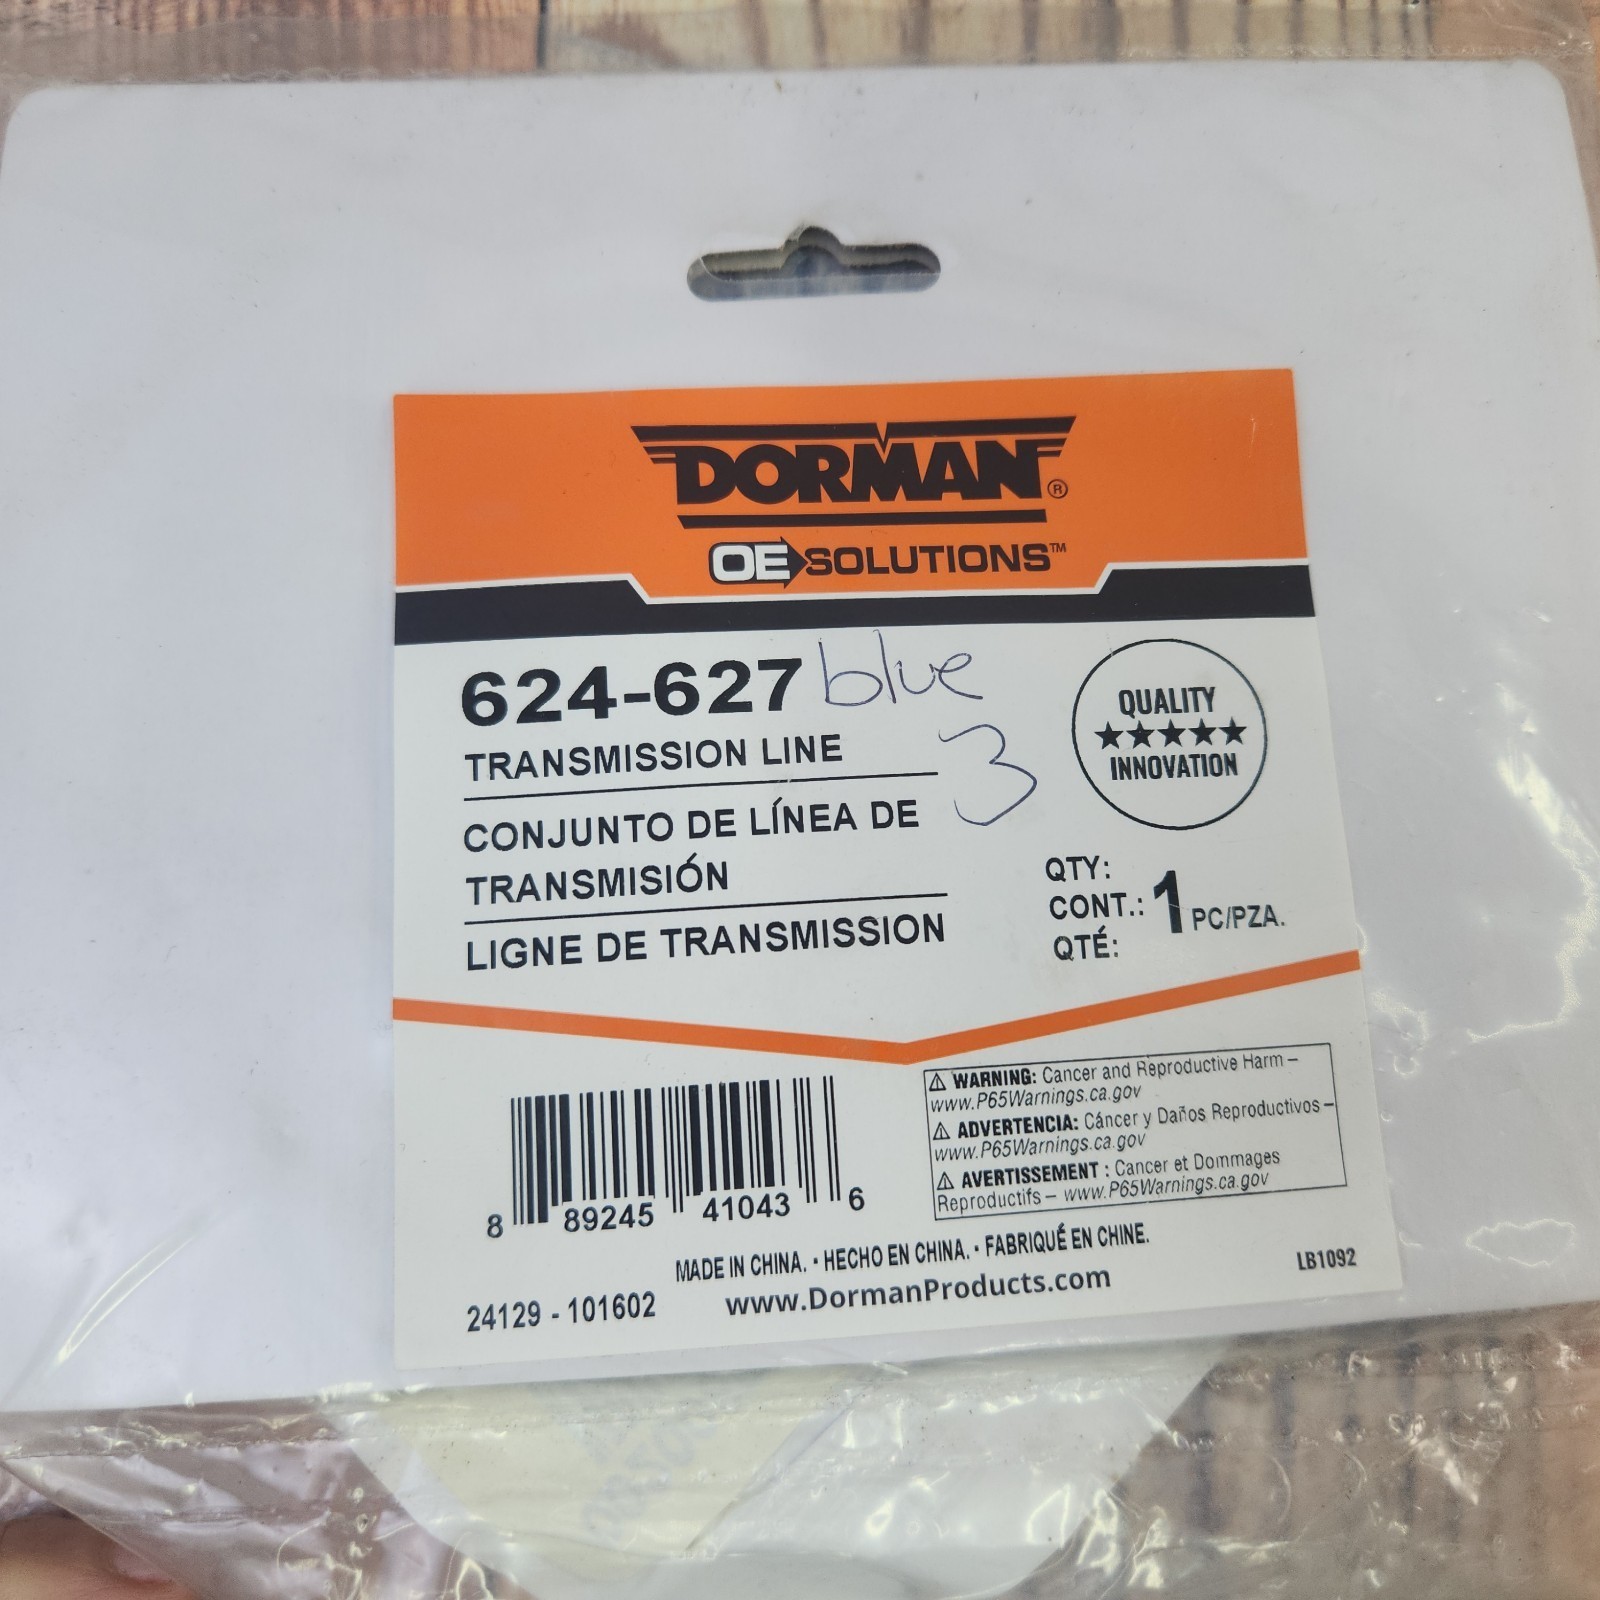 DORMAN®
OE SOLUTIONS™
624-627 blue
TRANSMISSION LINE
3
CONJUNTO DE LÍNEA DE
TRANSMISIÓN
LIGNE DE TRANSMISSION
QUALITY
★★★★★
INNOVATION
QTY:
CONT.: 1 PC/PZA.
QTÉ:
8 89245 41043 6
⚠ WARNING: Cancer and Reproductive Harm –
www.P65Warnings.ca.gov
⚠ ADVERTENCIA: Cáncer y Daños Reproductivos –
www.P65Warnings.ca.gov
⚠ AVERTISSEMENT : Cancer et Dommages
Reproductifs – www.P65Warnings.ca.gov
MADE IN CHINA. · HECHO EN CHINA. · FABRIQUÉ EN CHINE.
24129 - 101602
www.DormanProducts.com
LB1092